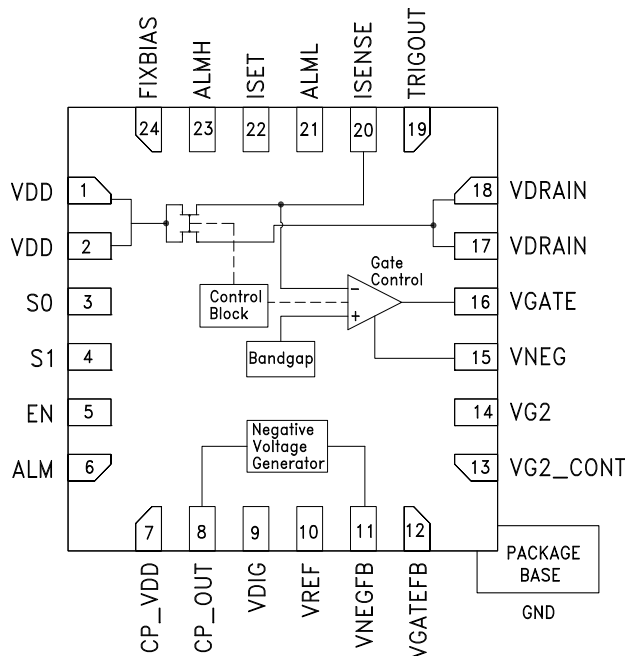 FIXBIAS
ALMH
ISET
ALML
ISENSE
TRIGOUT
24
23
22
21
20
19
VDD
1
18
VDRAIN
VDD
2
17
VDRAIN
Gate
Control
S0
3
Control
Block
−
+
16
VGATE
S1
4
Bandgap
15
VNEG
EN
5
14
VG2
Negative
Voltage
Generator
ALM
6
13
VG2_CONT
7
8
9
10
11
12
CP_VDD
CP_OUT
VDIG
VREF
VNEGFB
VGATEFB
PACKAGE
BASE
GND